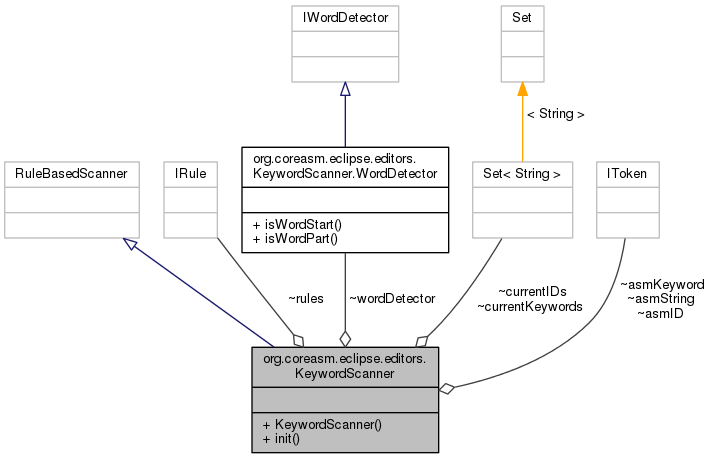 IWordDetector
Set
< String >
RuleBasedScanner
IRule
org.coreasm.eclipse.editors.
KeywordScanner.WordDetector
+ isWordStart()
+ isWordPart()
Set< String >
IToken
~rules
~wordDetector
~currentIDs
~currentKeywords
~asmKeyword
~asmString
~asmID
org.coreasm.eclipse.editors.
KeywordScanner
+ KeywordScanner()
+ init()